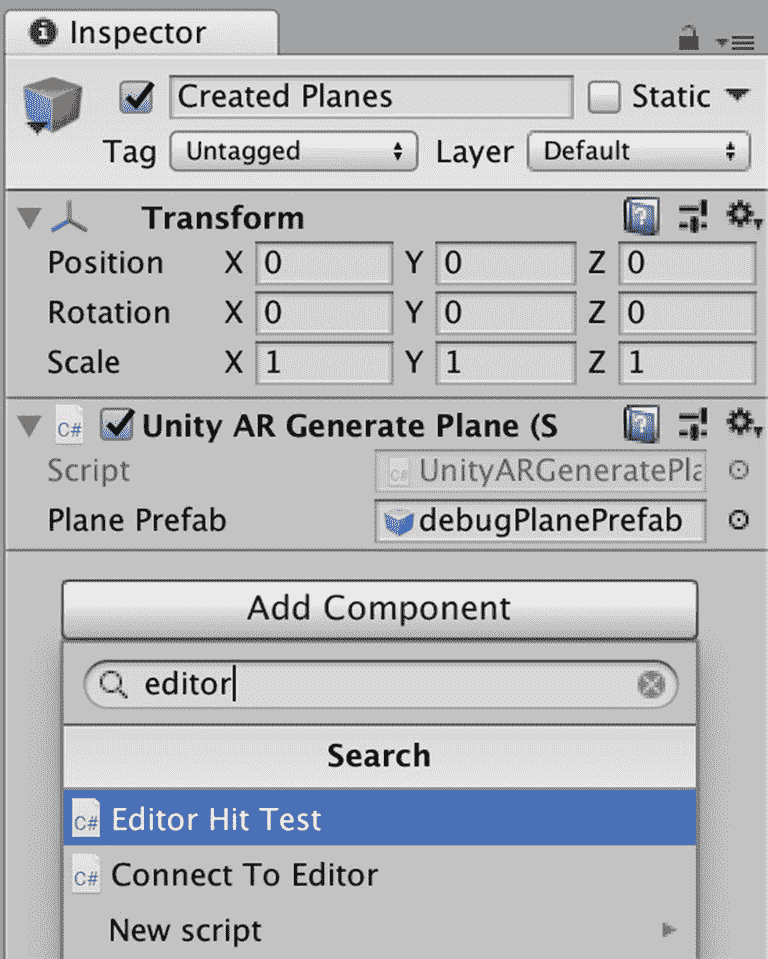 Inspector
Created Planes Static
Tag Untagged Layer Default
Transform
Position X 0 Y 0 Z 0
Rotation X 0 Y 0 Z 0
Scale X 1 Y 1 Z 1
C# Unity AR Generate Plane (S
Script C# UnityARGeneratePla
Plane Prefab debugPlanePrefab
Add Component
editor
Search
C# Editor Hit Test
C# Connect To Editor
New script